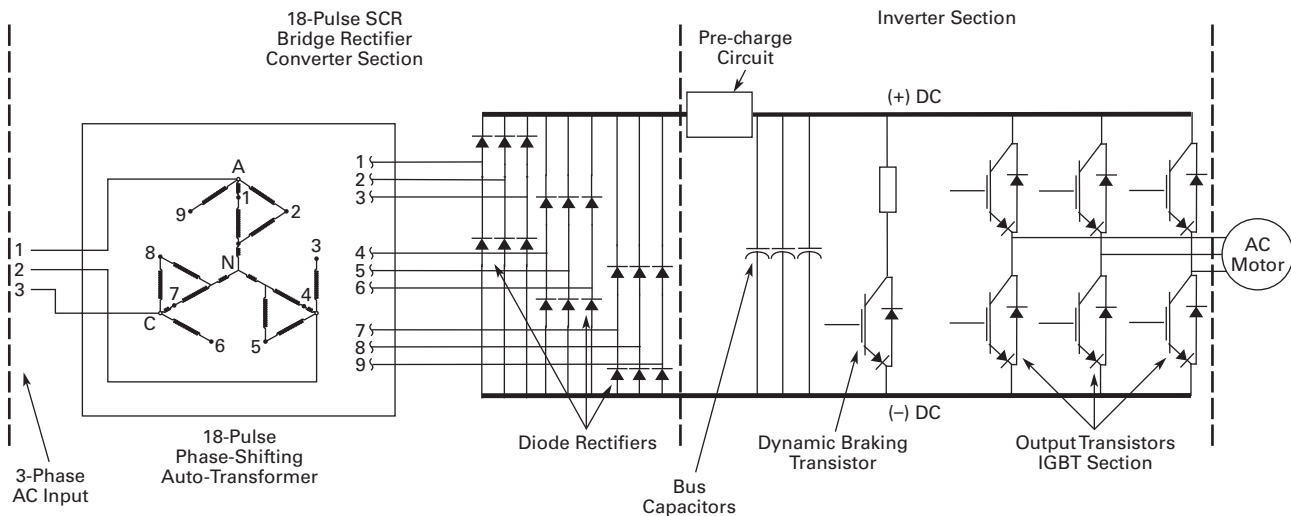 18-Pulse SCR
Bridge Rectifier
Converter Section
Inverter Section
Pre-charge
Circuit
(+) DC
A
1
9
2
8
N
3
7
4
C
6
5
1
2
3
1
2
3
4
5
6
7
8
9
AC
Motor
(–) DC
3-Phase
AC Input
18-Pulse
Phase-Shifting
Auto-Transformer
Diode Rectifiers
Bus
Capacitors
Dynamic Braking
Transistor
Output Transistors
IGBT Section